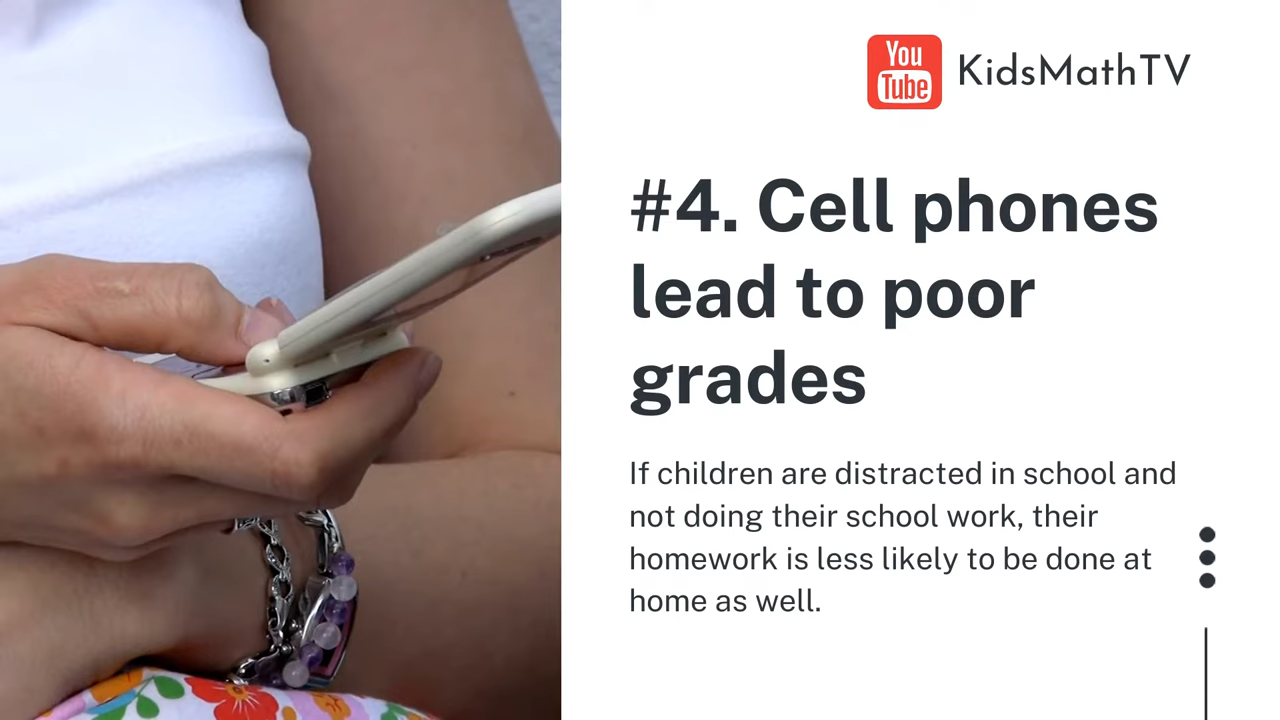 You
Tube
KidsMathTV
#4. Cell phones
lead to poor
grades
If children are distracted in school and
not doing their school work, their
homework is less likely to be done at
home as well.